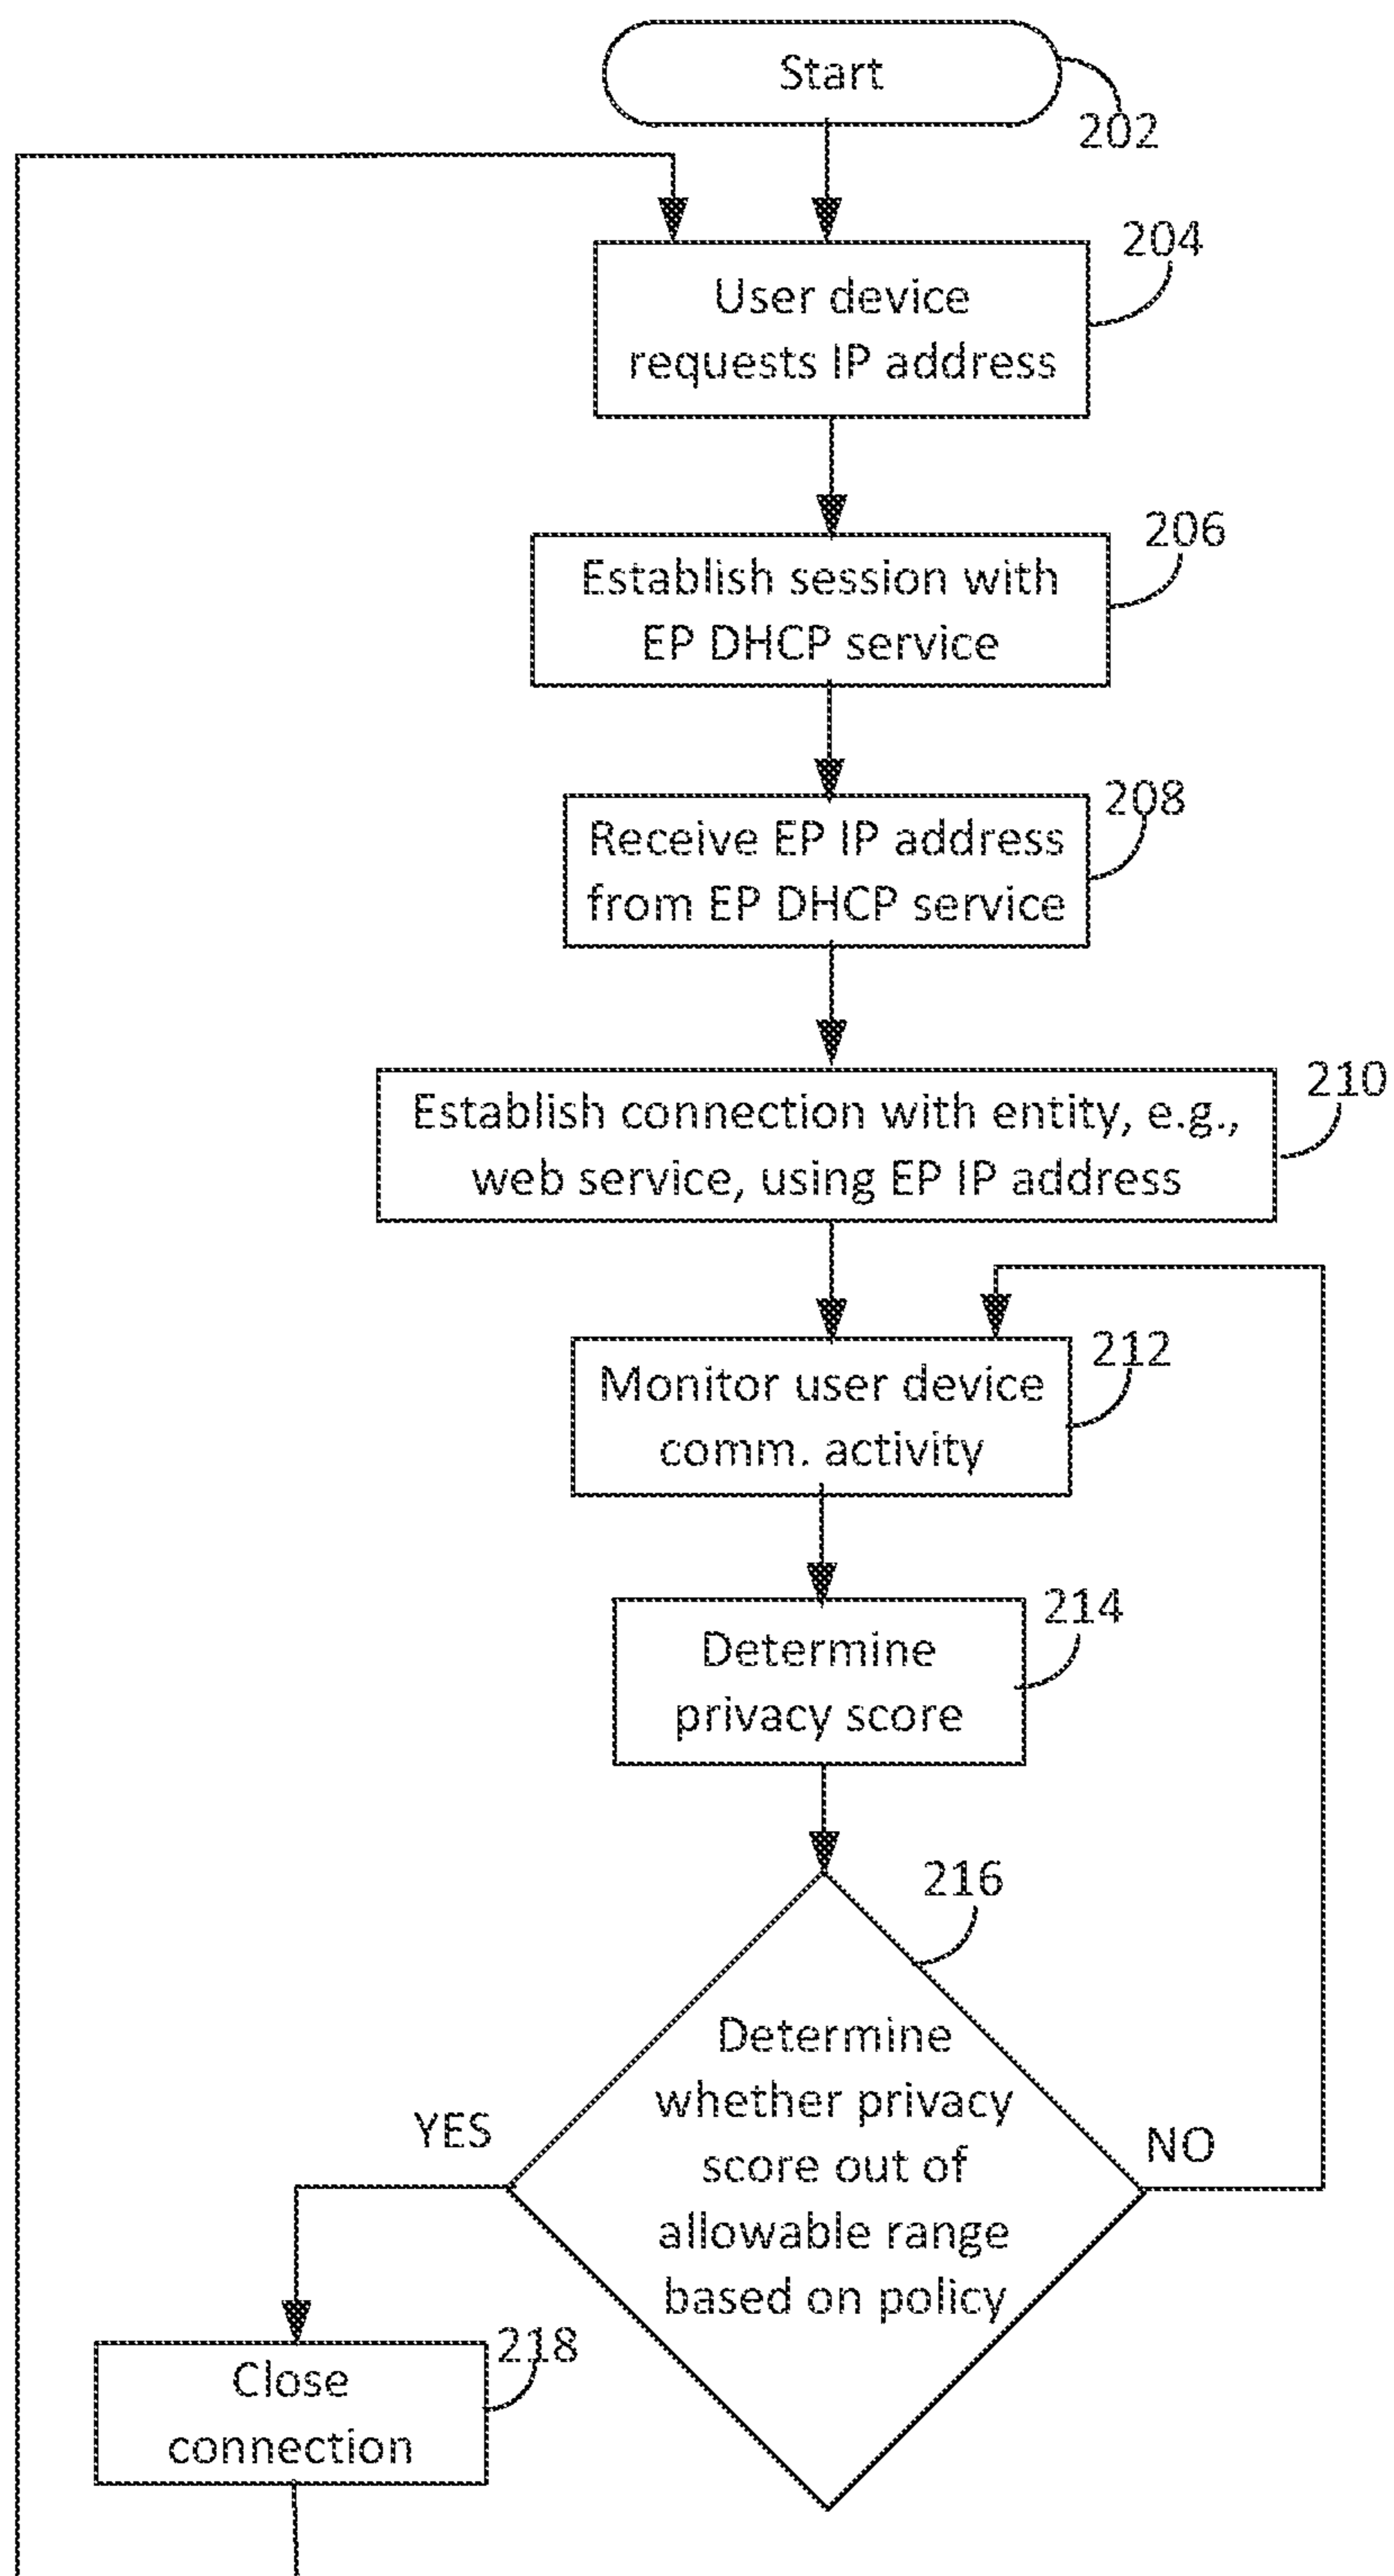 Start
202
204
User device
requests IP address
206
Establish session with
EP DHCP service
208
Receive EP IP address
from EP DHCP service
210
Establish connection with entity, e.g.,
web service, using EP IP address
212
Monitor user device
comm. activity
214
Determine
privacy score
216
Determine
whether privacy
score out of
allowable range
based on policy
YES
NO
218
Close
connection